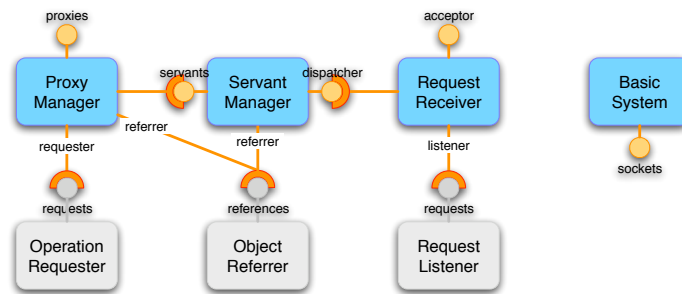 proxies
acceptor
Proxy
Manager
servants
Servant
Manager
dispatcher
Request
Receiver
Basic
System
referrer
requester
referrer
listener
sockets
requests
references
requests
Operation
Requester
Object
Referrer
Request
Listener